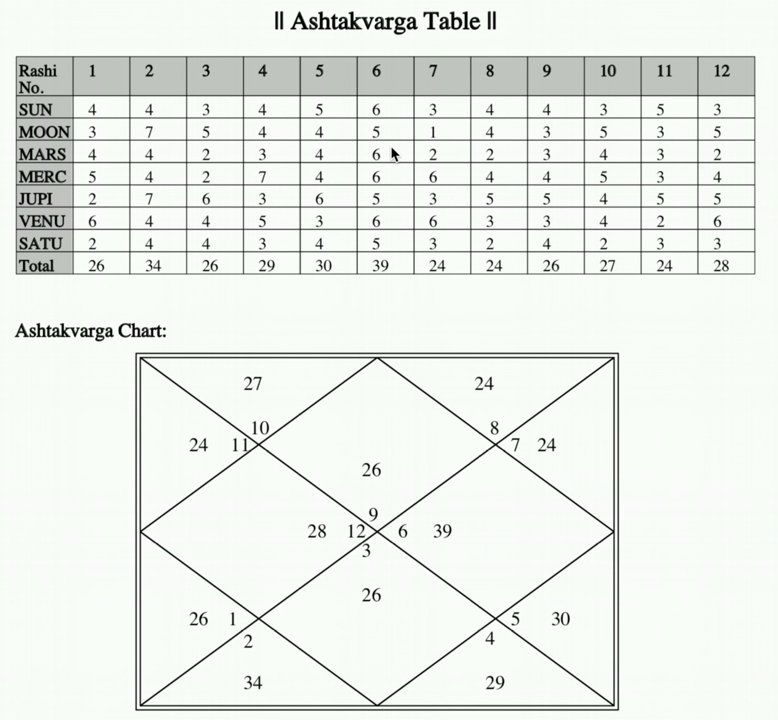 || Ashtakvarga Table ||
Rashi No. 1 2 3 4 5 6 7 8 9 10 11 12
SUN 4 4 3 4 5 6 3 4 4 3 5 3
MOON 3 7 5 4 4 5 1 4 3 5 3 5
MARS 4 4 2 3 4 6 2 2 3 4 3 2
MERC 5 4 2 7 4 6 6 4 4 5 3 4
JUPI 2 7 6 3 6 5 3 5 5 4 5 5
VENU 6 4 4 5 3 6 6 3 3 4 2 6
SATU 2 4 4 3 4 5 3 2 4 2 3 3
Total 26 34 26 29 30 39 24 24 26 27 24 28
Ashtakvarga Chart:
27 24
10 8
24 11 7 24
26
9
28 12 6 39
3
26
26 1 5 30
2 4
34 29